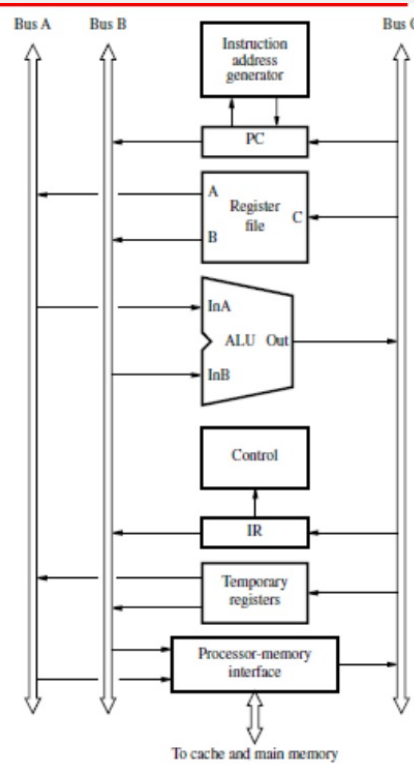 Bus A
Bus B
Bus C
Instruction
address
generator
PC
A
Register
file
C
B
InA
ALU
Out
InB
Control
IR
Temporary
registers
Processor-memory
interface
To cache and main memory